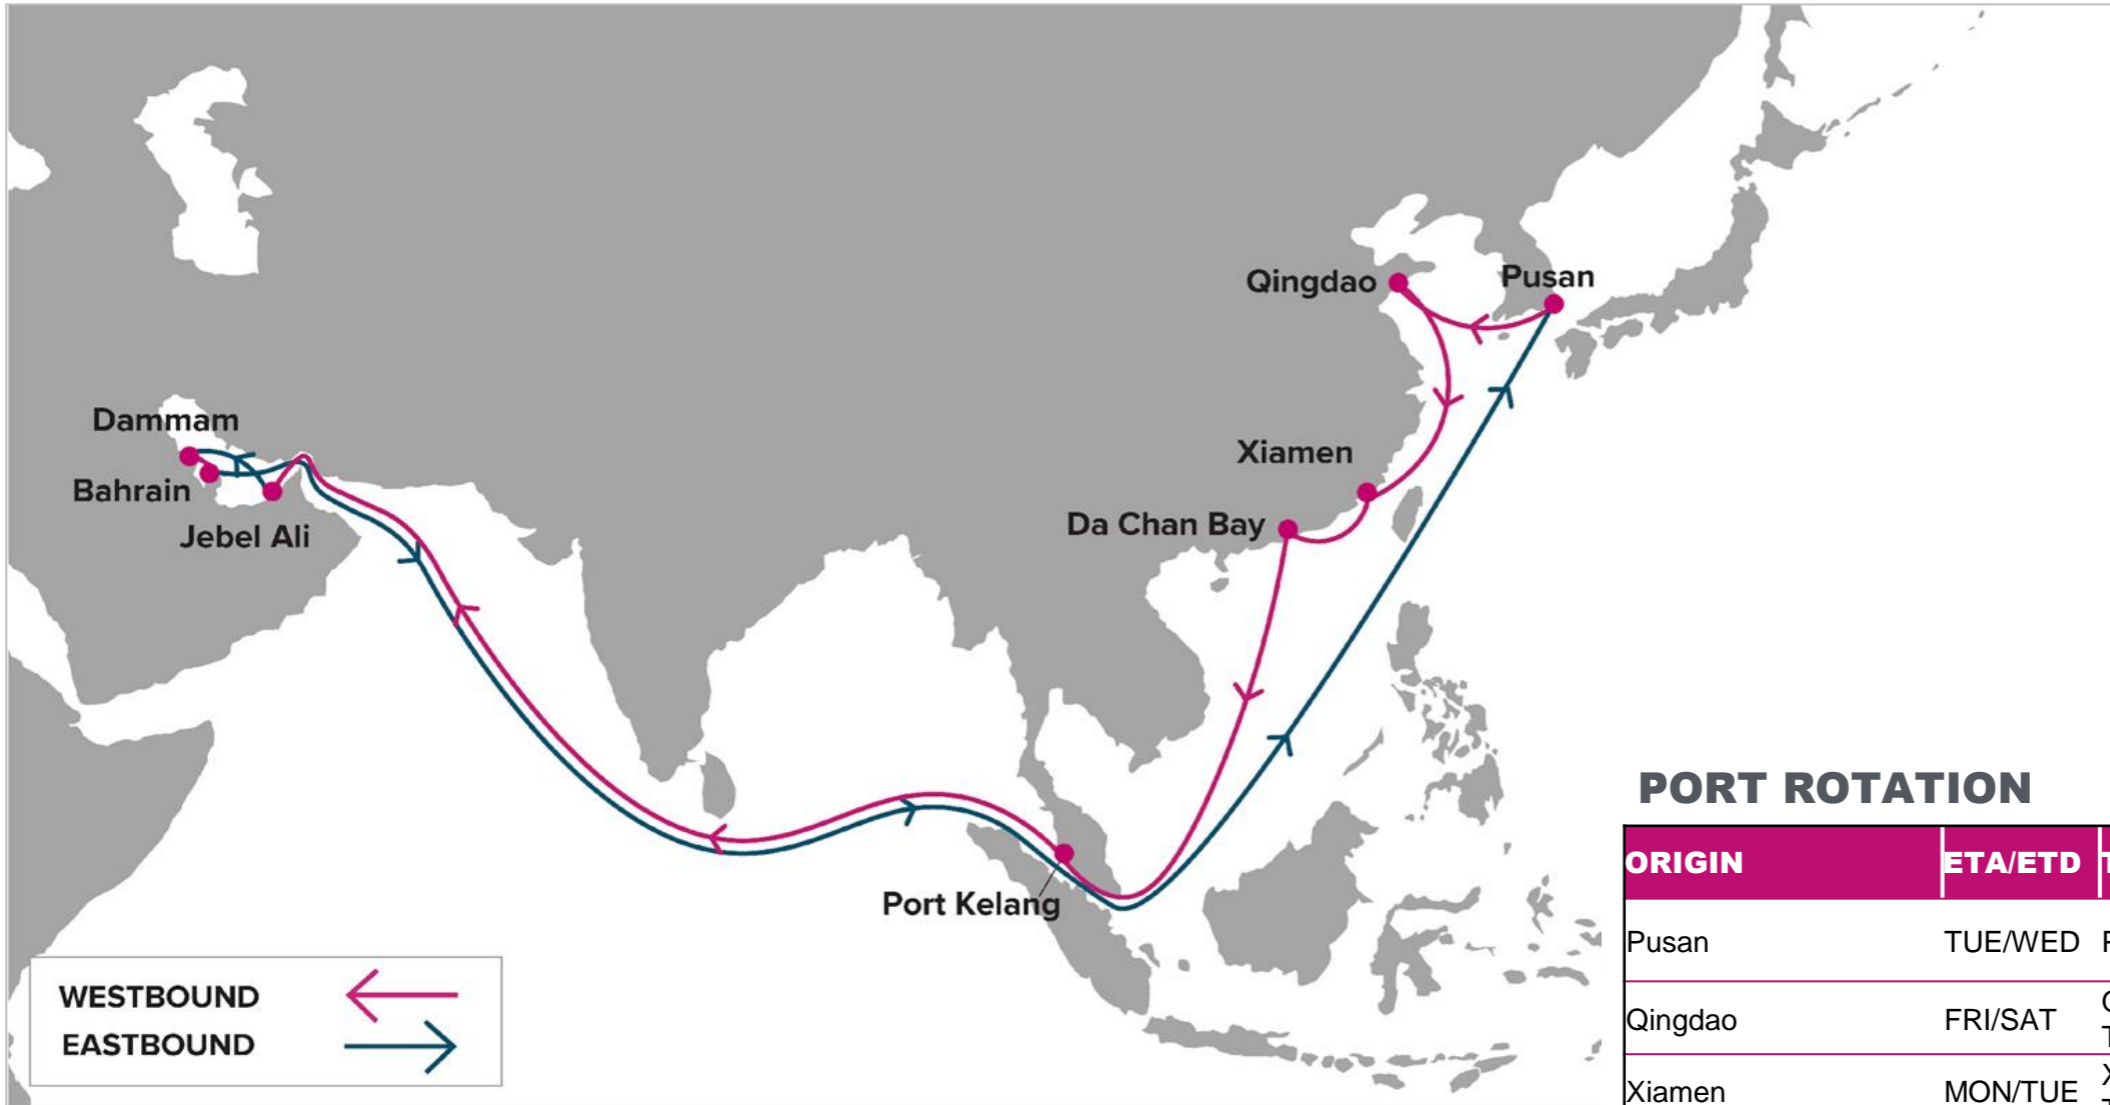 Qingdao
Pusan
Dammam
Xiamen
Bahrain
Da Chan Bay
Jebel Ali
Port Kelang
WESTBOUND
EASTBOUND
PORT ROTATION
ORIGIN ETA/ETD
Pusan TUE/WED
Qingdao FRI/SAT
Xiamen MON/TUE